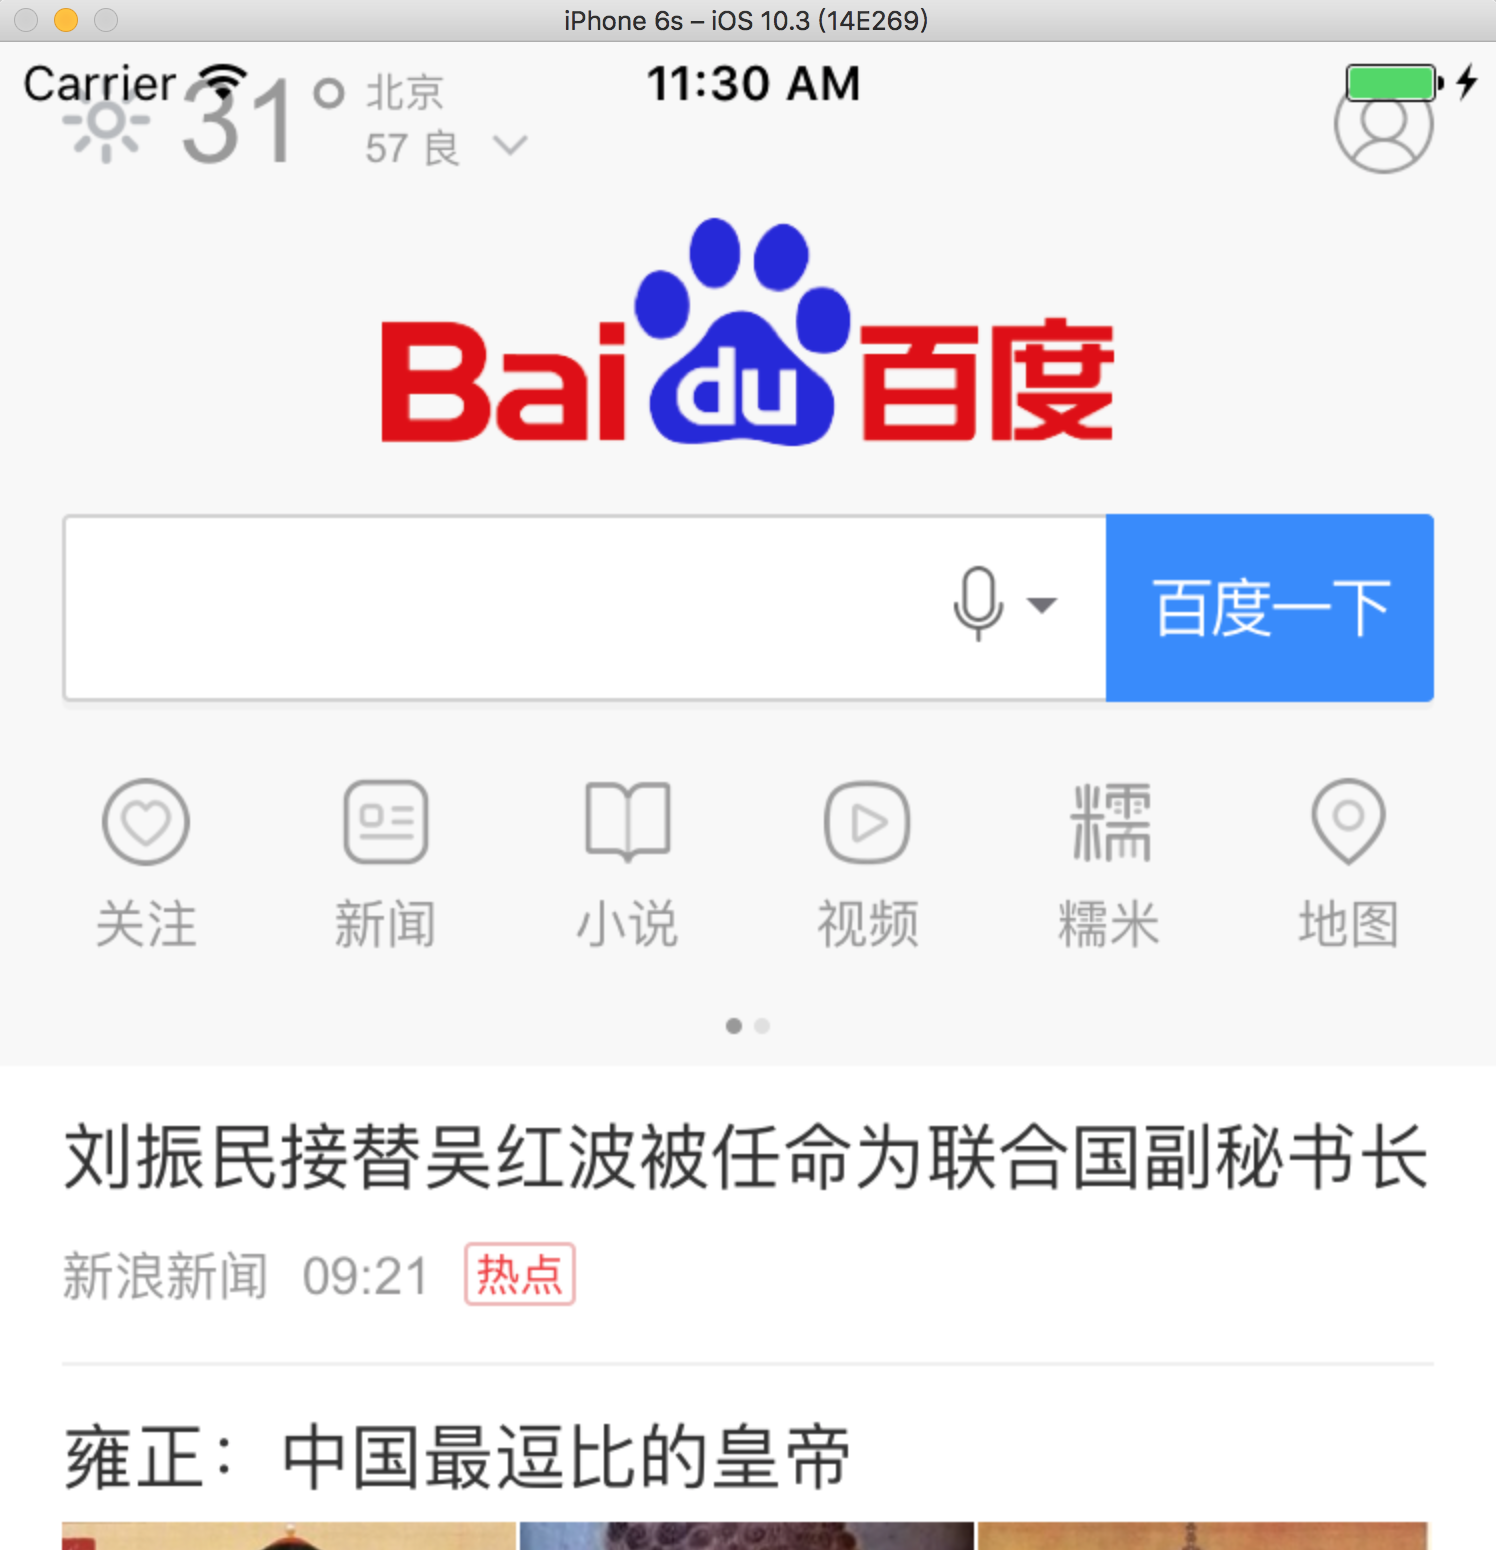 iPhone 6s – iOS 10.3 (14E269)
Carrier 11:30 AM
31° 北京
57 良
Bai du 百度
百度一下
糯
关注 新闻 小说 视频 糯米 地图
刘振民接替吴红波被任命为联合国副秘书长
新浪新闻 09:21 热点
雍正：中国最逗比的皇帝